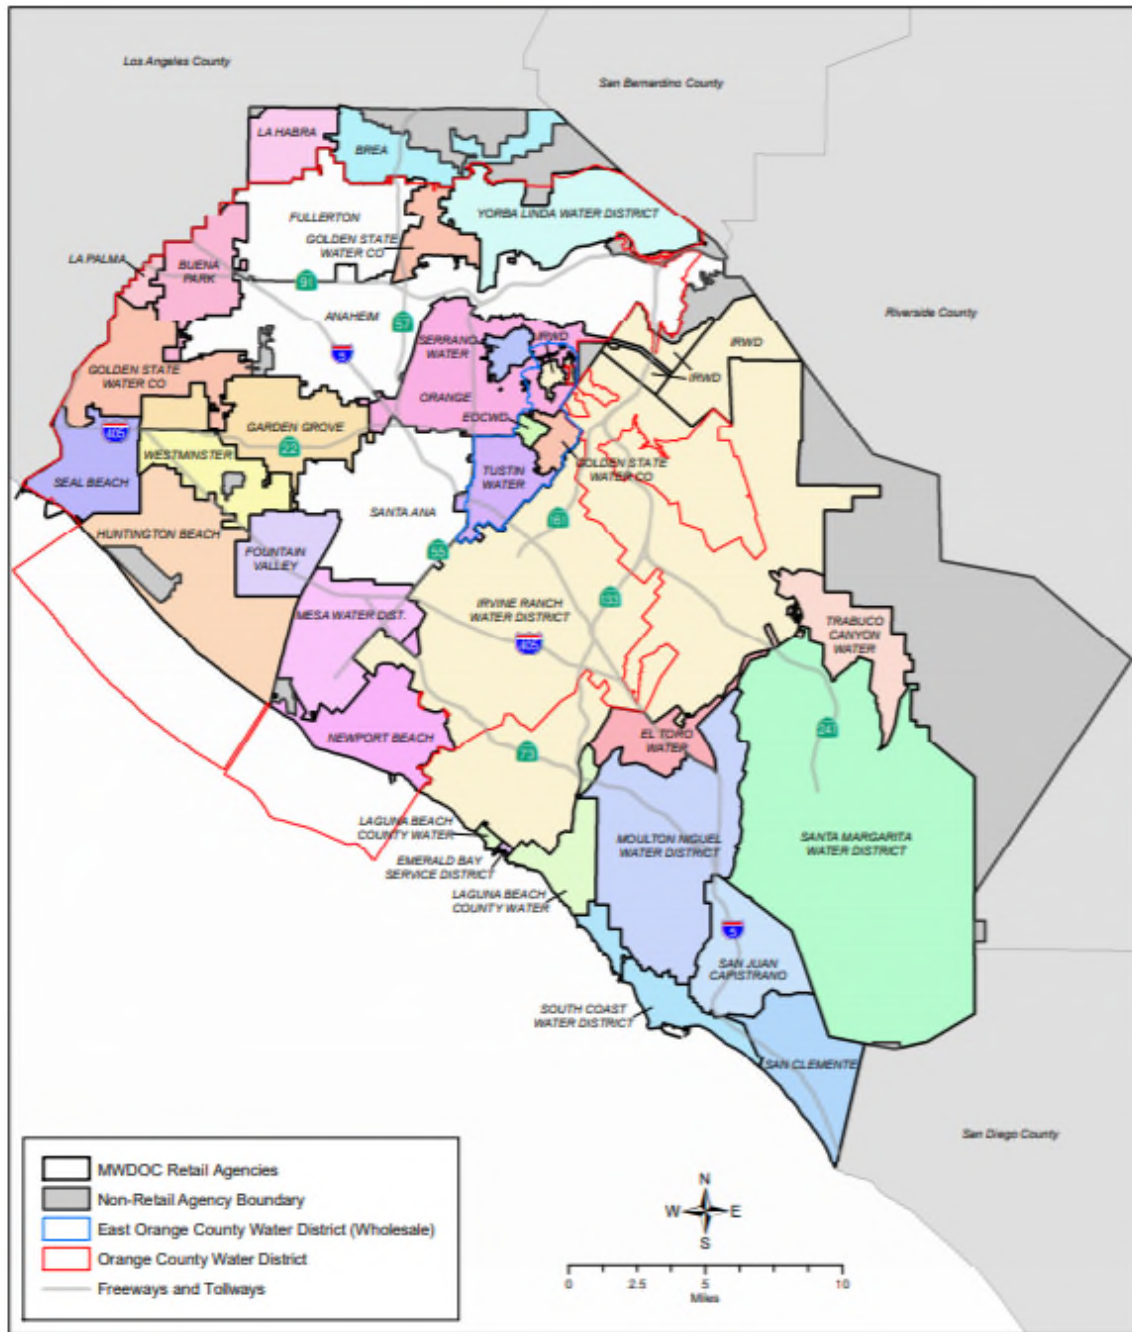 Los Angeles County
San Bernardino County
LA HABRA
BREA
FULLERTON
YORBA LINDA WATER DISTRICT
GOLDEN STATE
WATER CO
LA PALMA
BUENA
PARK
91
ANAHEIM
57
Riverside County
SERRANO
WATER
IRWD
IRWD
5
IRWD
GOLDEN STATE
WATER CO
ORANGE
EOCWD
405
GARDEN GROVE
22
WESTMINSTER
SEAL BEACH
TUSTIN
WATER
GOLDEN STATE
WATER CO
SANTA ANA
261
HUNTINGTON BEACH
FOUNTAIN
VALLEY
55
IRVINE RANCH
WATER DISTRICT
133
MESA WATER DIST.
405
TRABUCO
CANYON
WATER
NEWPORT BEACH
EL TORO
WATER
241
73
LAGUNA BEACH
COUNTY WATER
MOULTON NIGUEL
WATER DISTRICT
SANTA MARGARITA
WATER DISTRICT
EMERALD BAY
SERVICE DISTRICT
LAGUNA BEACH
COUNTY WATER
5
SAN JUAN
CAPISTRANO
SOUTH COAST
WATER DISTRICT
SAN CLEMENTE
San Diego County
MWDOC Retail Agencies
Non-Retail Agency Boundary
East Orange County Water District (Wholesale)
Orange County Water District
Freeways and Tollways
N
W E
S
0 2.5 5 10
Miles